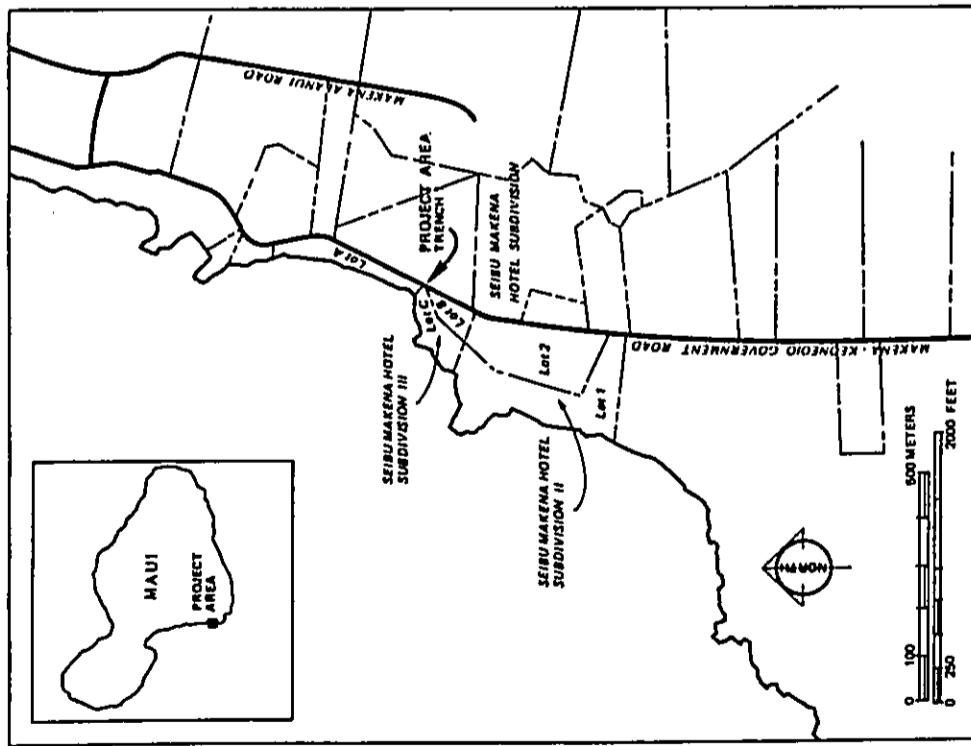 MAUI
PROJECT
AREA
MAKENA ALANUI ROAD
PROJECT AREA
TRENCH
Lot A
Lot C
Lot B
SEIBU MAKENA HOTEL
SUBDIVISION III
SEIBU MAKENA
HOTEL SUBDIVISION
Lot 2
Lot 1
SEIBU MAKENA HOTEL
SUBDIVISION II
MAKENA - KEONEOIO GOVERNMENT ROAD
NORTH
0 100 500 METERS
0 250 2000 FEET